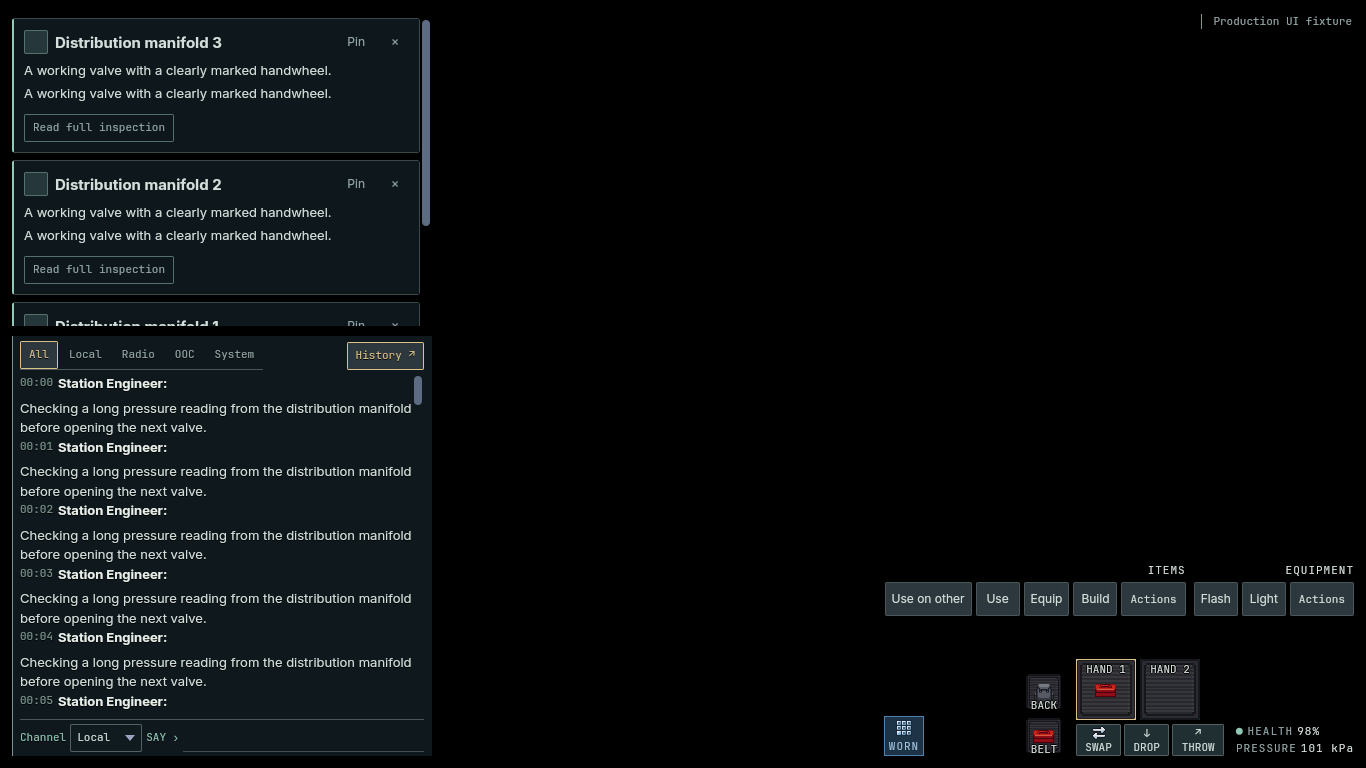 Production UI fixture
Distribution manifold 3 Pin ×
A working valve with a clearly marked handwheel.
A working valve with a clearly marked handwheel.
Read full inspection
Distribution manifold 2 Pin ×
A working valve with a clearly marked handwheel.
A working valve with a clearly marked handwheel.
Read full inspection
Distribution manifold 1 Pin ×
All Local Radio OOC System History ↗
00:00 Station Engineer:
Checking a long pressure reading from the distribution manifold
before opening the next valve.
00:01 Station Engineer:
Checking a long pressure reading from the distribution manifold
before opening the next valve.
00:02 Station Engineer:
Checking a long pressure reading from the distribution manifold
before opening the next valve.
00:03 Station Engineer:
Checking a long pressure reading from the distribution manifold
before opening the next valve.
00:04 Station Engineer:
Checking a long pressure reading from the distribution manifold
before opening the next valve.
00:05 Station Engineer:
Channel Local SAY ›
ITEMS EQUIPMENT
Use on other Use Equip Build Actions Flash Light Actions
HAND 1 HAND 2
BACK
BELT
WORN
SWAP DROP THROW
HEALTH 98%
PRESSURE 101 kPa